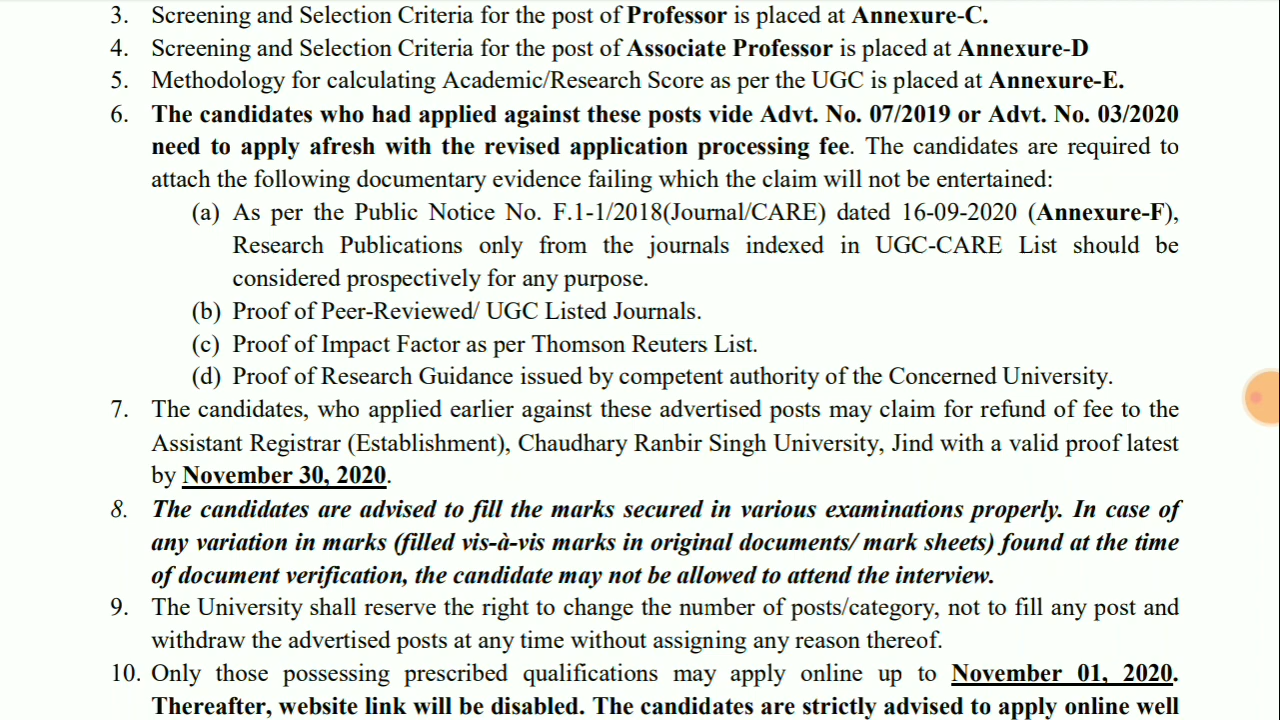 3. Screening and Selection Criteria for the post of Professor is placed at Annexure-C.
4. Screening and Selection Criteria for the post of Associate Professor is placed at Annexure-D
5. Methodology for calculating Academic/Research Score as per the UGC is placed at Annexure-E.
6. The candidates who had applied against these posts vide Advt. No. 07/2019 or Advt. No. 03/2020
need to apply afresh with the revised application processing fee. The candidates are required to
attach the following documentary evidence failing which the claim will not be entertained:
(a) As per the Public Notice No. F.1-1/2018(Journal/CARE) dated 16-09-2020 (Annexure-F),
Research Publications only from the journals indexed in UGC-CARE List should be
considered prospectively for any purpose.
(b) Proof of Peer-Reviewed/ UGC Listed Journals.
(c) Proof of Impact Factor as per Thomson Reuters List.
(d) Proof of Research Guidance issued by competent authority of the Concerned University.
7. The candidates, who applied earlier against these advertised posts may claim for refund of fee to the
Assistant Registrar (Establishment), Chaudhary Ranbir Singh University, Jind with a valid proof latest
by November 30, 2020.
8. The candidates are advised to fill the marks secured in various examinations properly. In case of
any variation in marks (filled vis-à-vis marks in original documents/ mark sheets) found at the time
of document verification, the candidate may not be allowed to attend the interview.
9. The University shall reserve the right to change the number of posts/category, not to fill any post and
withdraw the advertised posts at any time without assigning any reason thereof.
10. Only those possessing prescribed qualifications may apply online up to November 01, 2020.
Thereafter, website link will be disabled. The candidates are strictly advised to apply online well